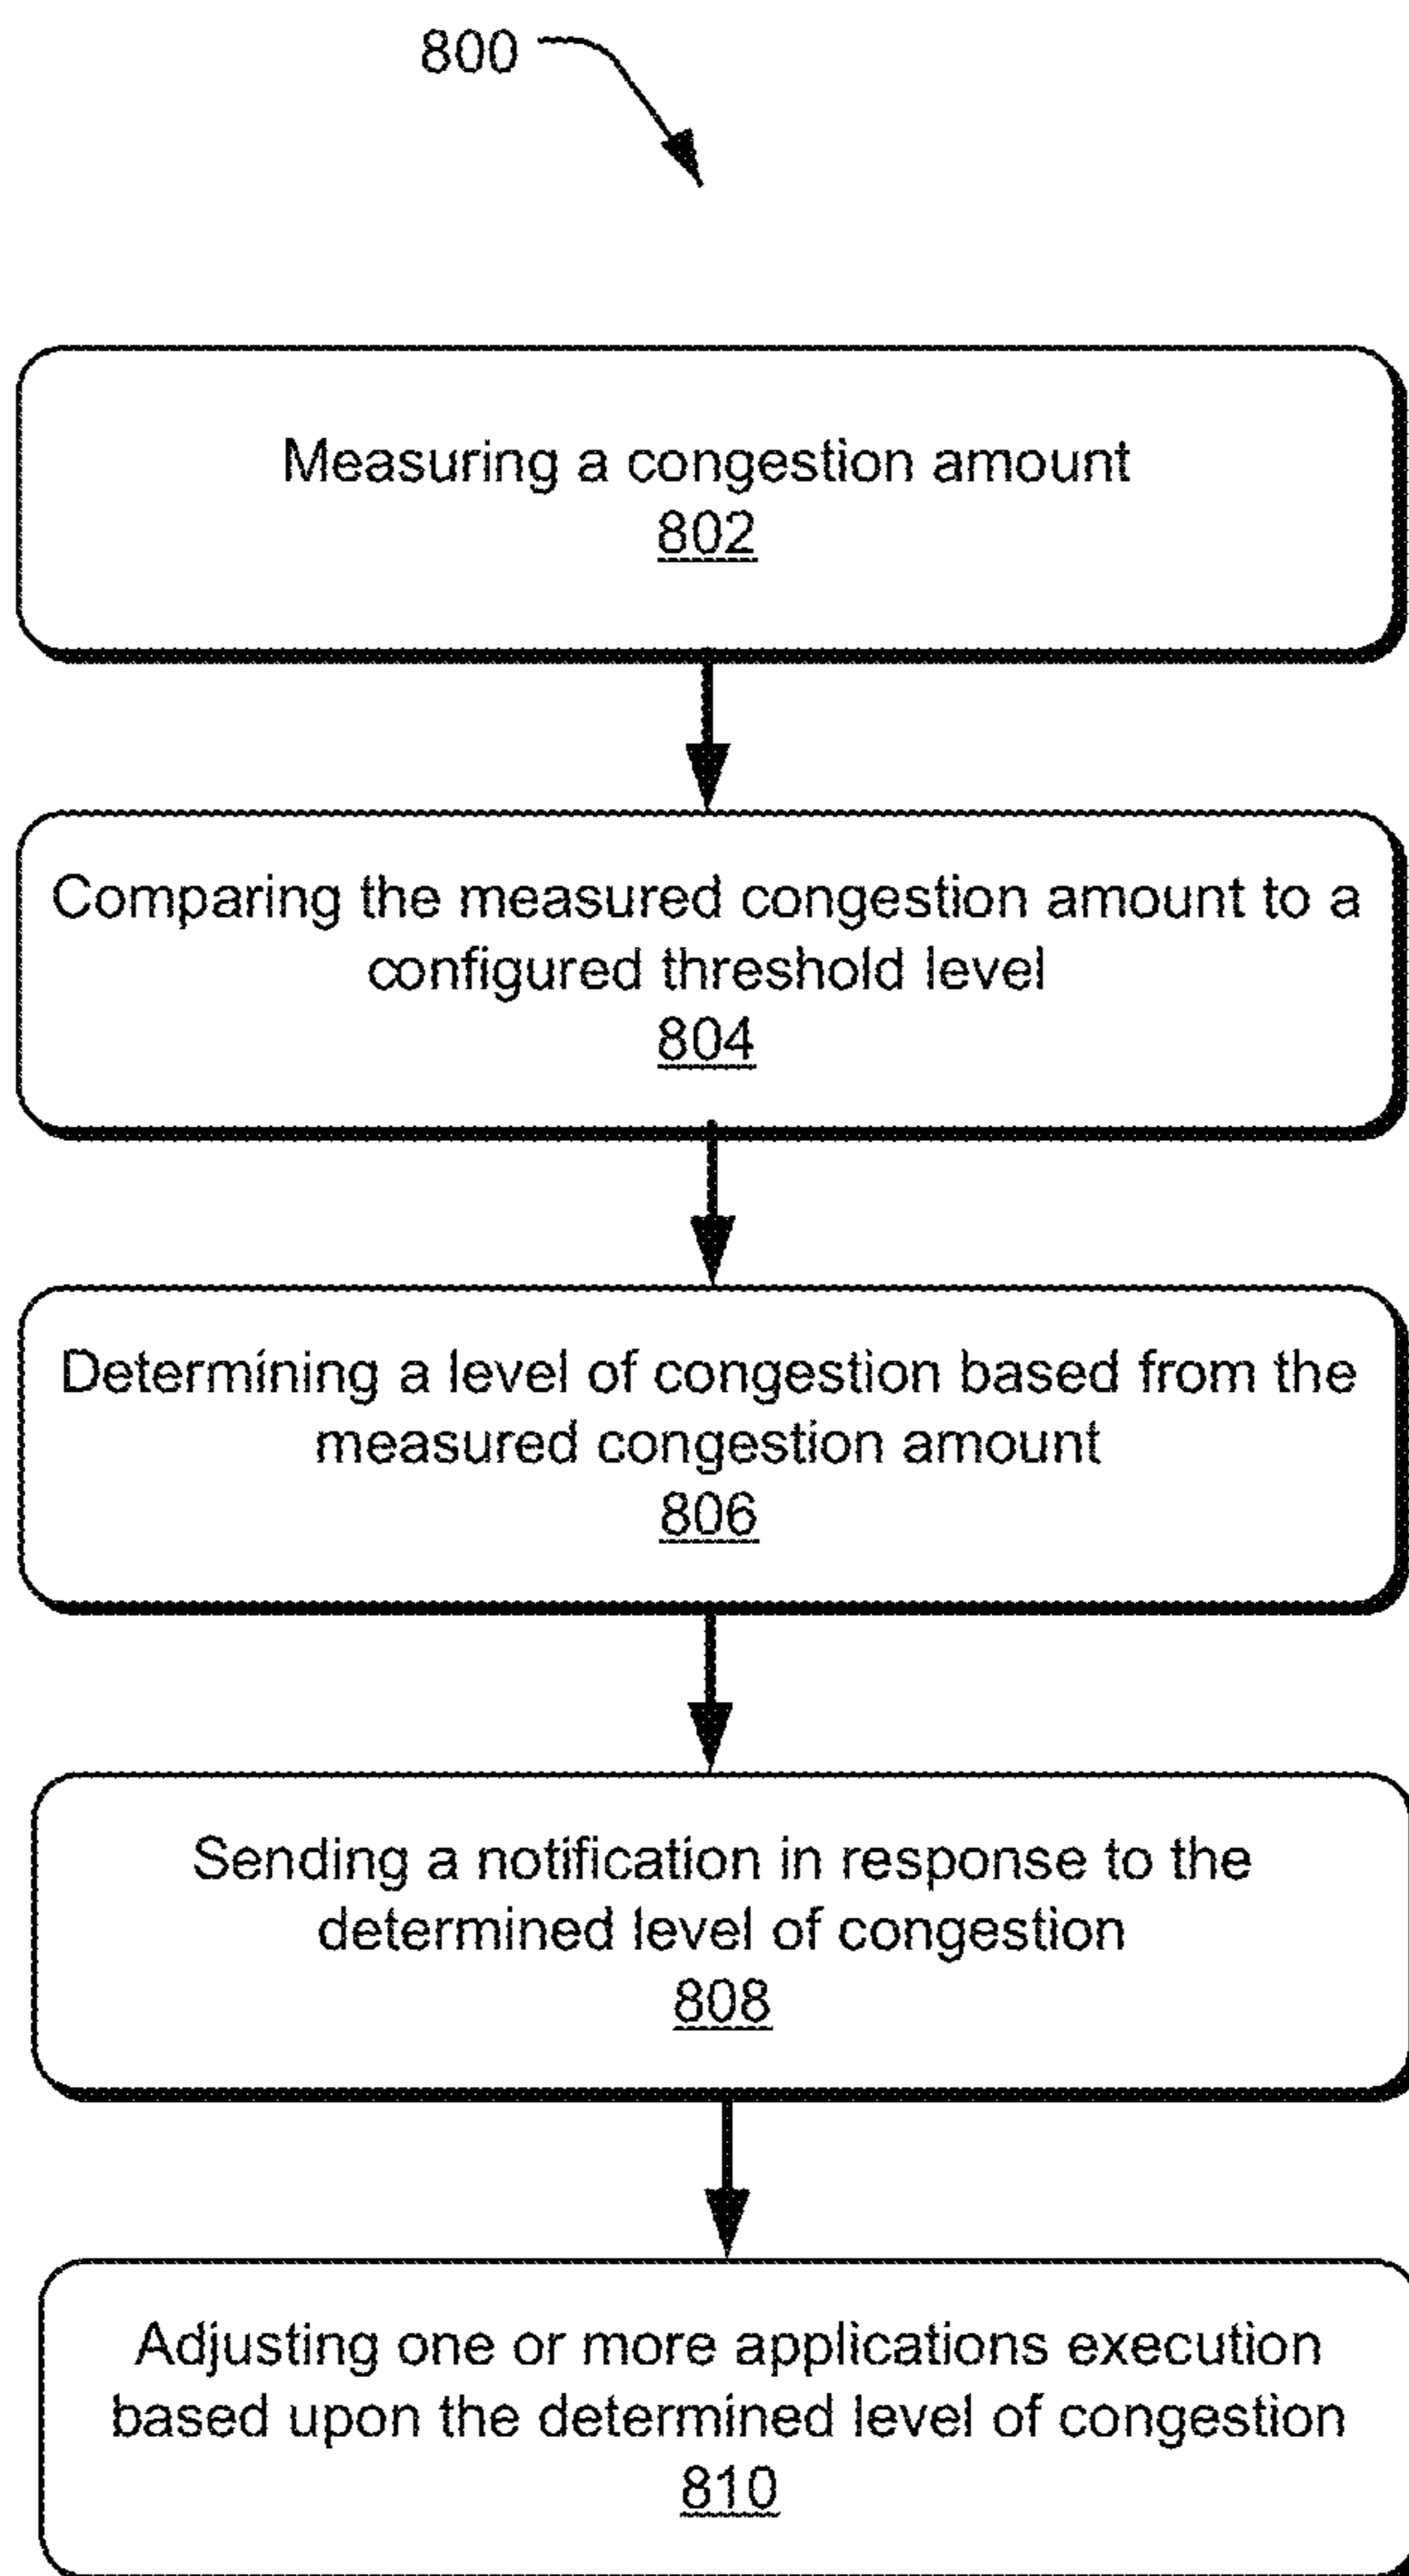 800
Measuring a congestion amount
802
Comparing the measured congestion amount to a
configured threshold level
804
Determining a level of congestion based from the
measured congestion amount
806
Sending a notification in response to the
determined level of congestion
808
Adjusting one or more applications execution
based upon the determined level of congestion
810